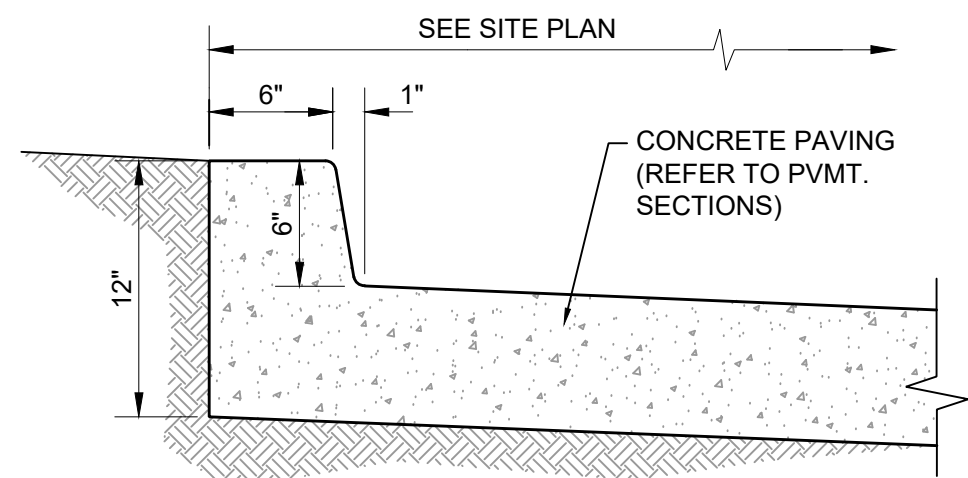 SEE SITE PLAN
6" 1"
CONCRETE PAVING
(REFER TO PVMT.
SECTIONS)
6"
12"